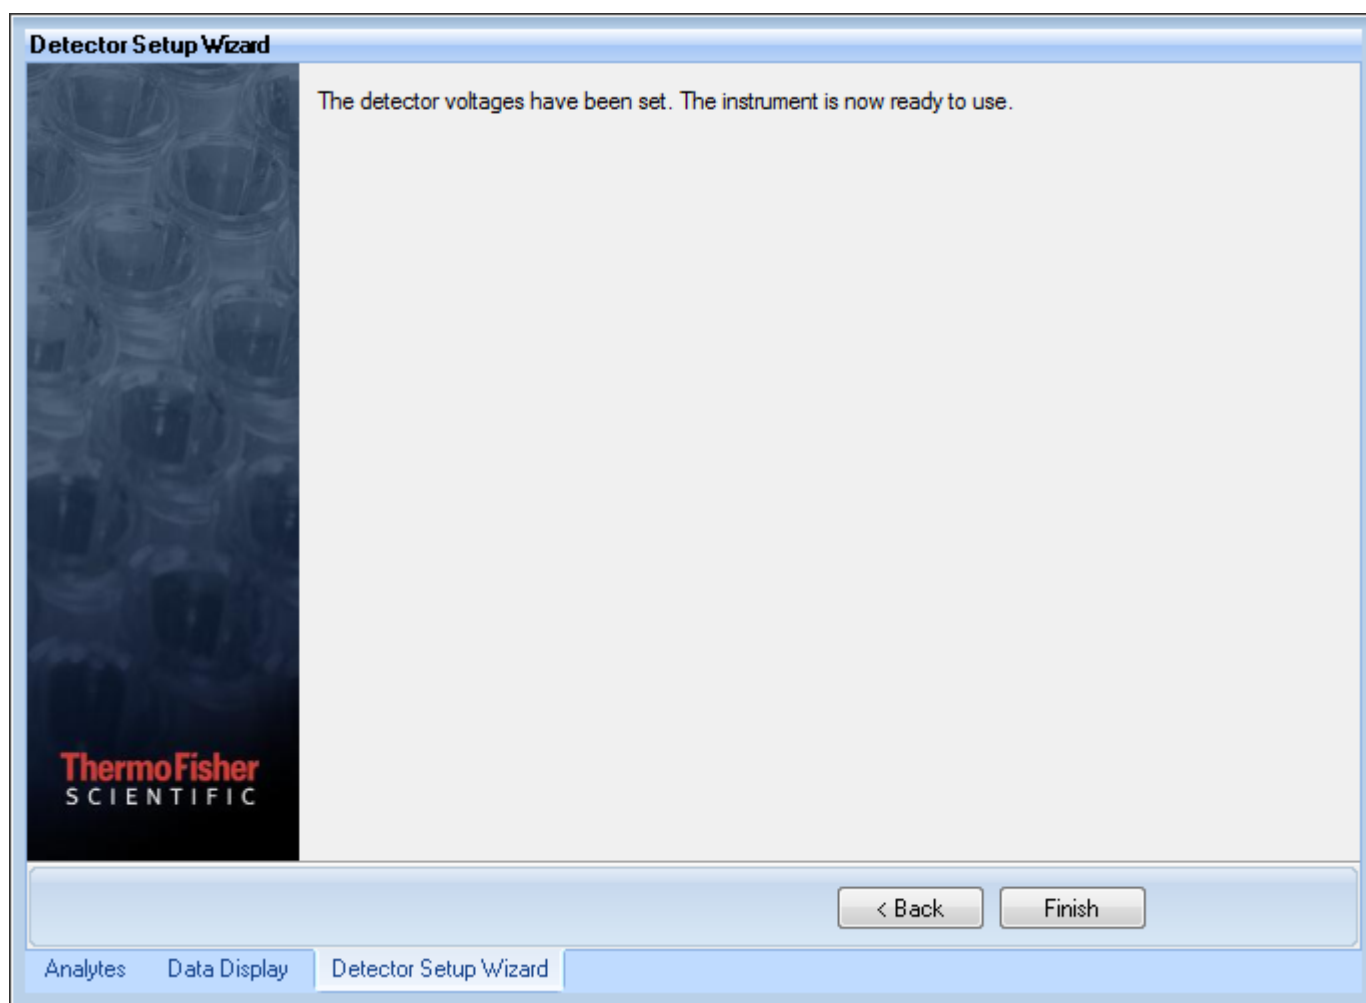 Detector Setup Wizard
The detector voltages have been set. The instrument is now ready to use.
ThermoFisher
SCIENTIFIC
< Back Finish
Analytes Data Display Detector Setup Wizard